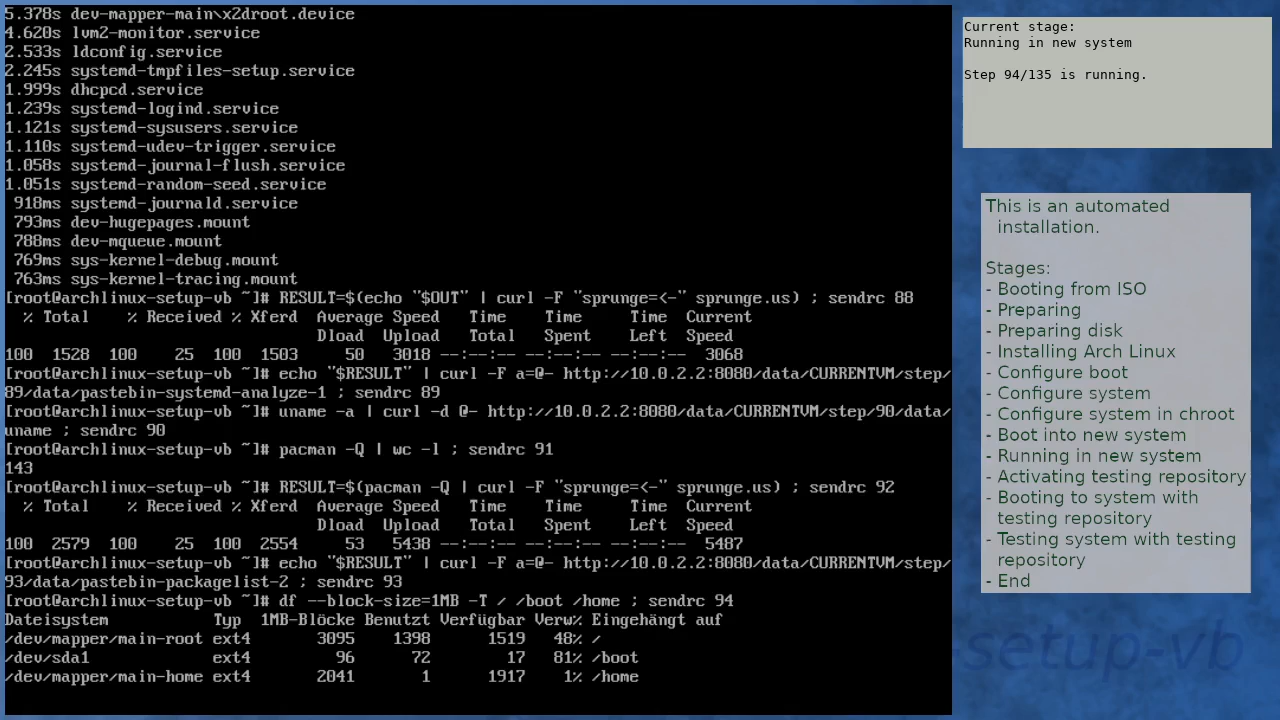 5.378s dev-mapper-main\x2droot.device
4.620s lvm2-monitor.service
2.533s ldconfig.service
2.245s systemd-tmpfiles-setup.service
1.999s dhcpcd.service
1.239s systemd-logind.service
1.121s systemd-sysusers.service
1.110s systemd-udev-trigger.service
1.058s systemd-journal-flush.service
1.051s systemd-random-seed.service
918ms systemd-journald.service
793ms dev-hugepages.mount
788ms dev-mqueue.mount
769ms sys-kernel-debug.mount
763ms sys-kernel-tracing.mount
[root@archlinux-setup-vb ~]# RESULT=$(echo "$OUT" | curl -F "sprunge=<-" sprunge.us) ; sendrc 88
% Total % Received % Xferd Average Speed Time Time Time Current
Dload Upload Total Spent Left Speed
100 1528 100 25 100 1503 50 3018 --:--:-- --:--:-- --:--:-- 3068
[root@archlinux-setup-vb ~]# echo "$RESULT" | curl -F a=@- http://10.0.2.2:8080/data/CURRENTVM/step/
89/data/pastebin-systemd-analyze-1 ; sendrc 89
[root@archlinux-setup-vb ~]# uname -a | curl -d @- http://10.0.2.2:8080/data/CURRENTVM/step/90/data/
uname ; sendrc 90
[root@archlinux-setup-vb ~]# pacman -Q | wc -l ; sendrc 91
143
[root@archlinux-setup-vb ~]# RESULT=$(pacman -Q | curl -F "sprunge=<-" sprunge.us) ; sendrc 92
% Total % Received % Xferd Average Speed Time Time Time Current
Dload Upload Total Spent Left Speed
100 2579 100 25 100 2554 53 5438 --:--:-- --:--:-- --:--:-- 5487
[root@archlinux-setup-vb ~]# echo "$RESULT" | curl -F a=@- http://10.0.2.2:8080/data/CURRENTVM/step/
93/data/pastebin-packagelist-2 ; sendrc 93
[root@archlinux-setup-vb ~]# df --block-size=1MB -T / /boot /home ; sendrc 94
Dateisystem Typ 1MB-Blöcke Benutzt Verfügbar Verw% Eingehängt auf
/dev/mapper/main-root ext4 3095 1398 1519 48% /
/dev/sda1 ext4 96 72 17 81% /boot
/dev/mapper/main-home ext4 2041 1 1917 1% /home
Current stage:
Running in new system
Step 94/135 is running.
This is an automated
installation.
Stages:
- Booting from ISO
- Preparing
- Preparing disk
- Installing Arch Linux
- Configure boot
- Configure system
- Configure system in chroot
- Boot into new system
- Running in new system
- Activating testing repository
- Booting to system with
testing repository
- Testing system with testing
repository
- End
-setup-vb